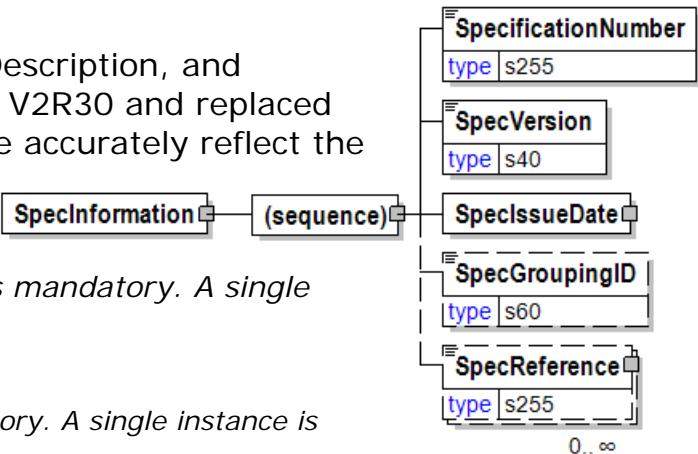 Description, and
V2R30 and replaced
e accurately reflect the
s mandatory. A single
ory. A single instance is
SpecInformation
(sequence)
SpecificationNumber
type s255
SpecVersion
type s40
SpecIssueDate
SpecGroupingID
type s60
SpecReference
type s255
0..∞